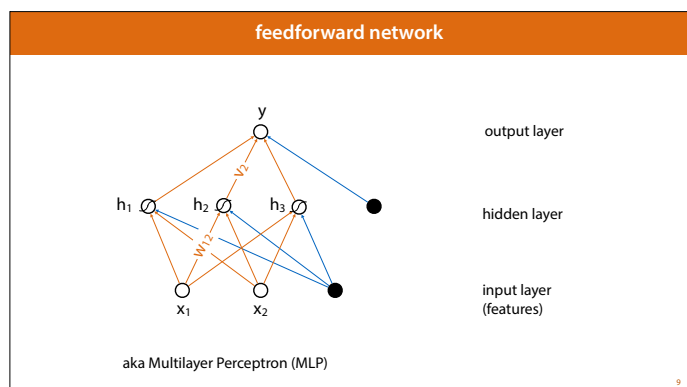 feedforward network
y
output layer
v2
h1
h2
h3
hidden layer
w12
x1
x2
input layer
(features)
aka Multilayer Perceptron (MLP)
9